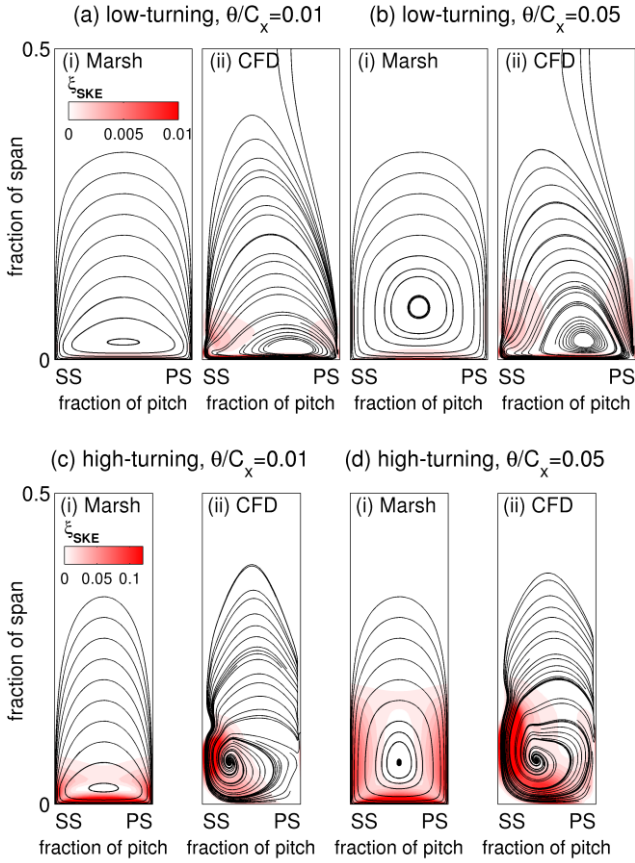 (a) low-turning, θ/Cx=0.01
(b) low-turning, θ/Cx=0.05
(i) Marsh
(ii) CFD
(i) Marsh
(ii) CFD
0.5
ξSKE
0 0.005 0.01
fraction of span
0
SS PS
SS PS
SS PS
SS PS
fraction of pitch
fraction of pitch
fraction of pitch
fraction of pitch
(c) high-turning, θ/Cx=0.01
(d) high-turning, θ/Cx=0.05
(i) Marsh
(ii) CFD
(i) Marsh
(ii) CFD
0.5
ξSKE
0 0.05 0.1
fraction of span
0
SS PS
SS PS
SS PS
SS PS
fraction of pitch
fraction of pitch
fraction of pitch
fraction of pitch